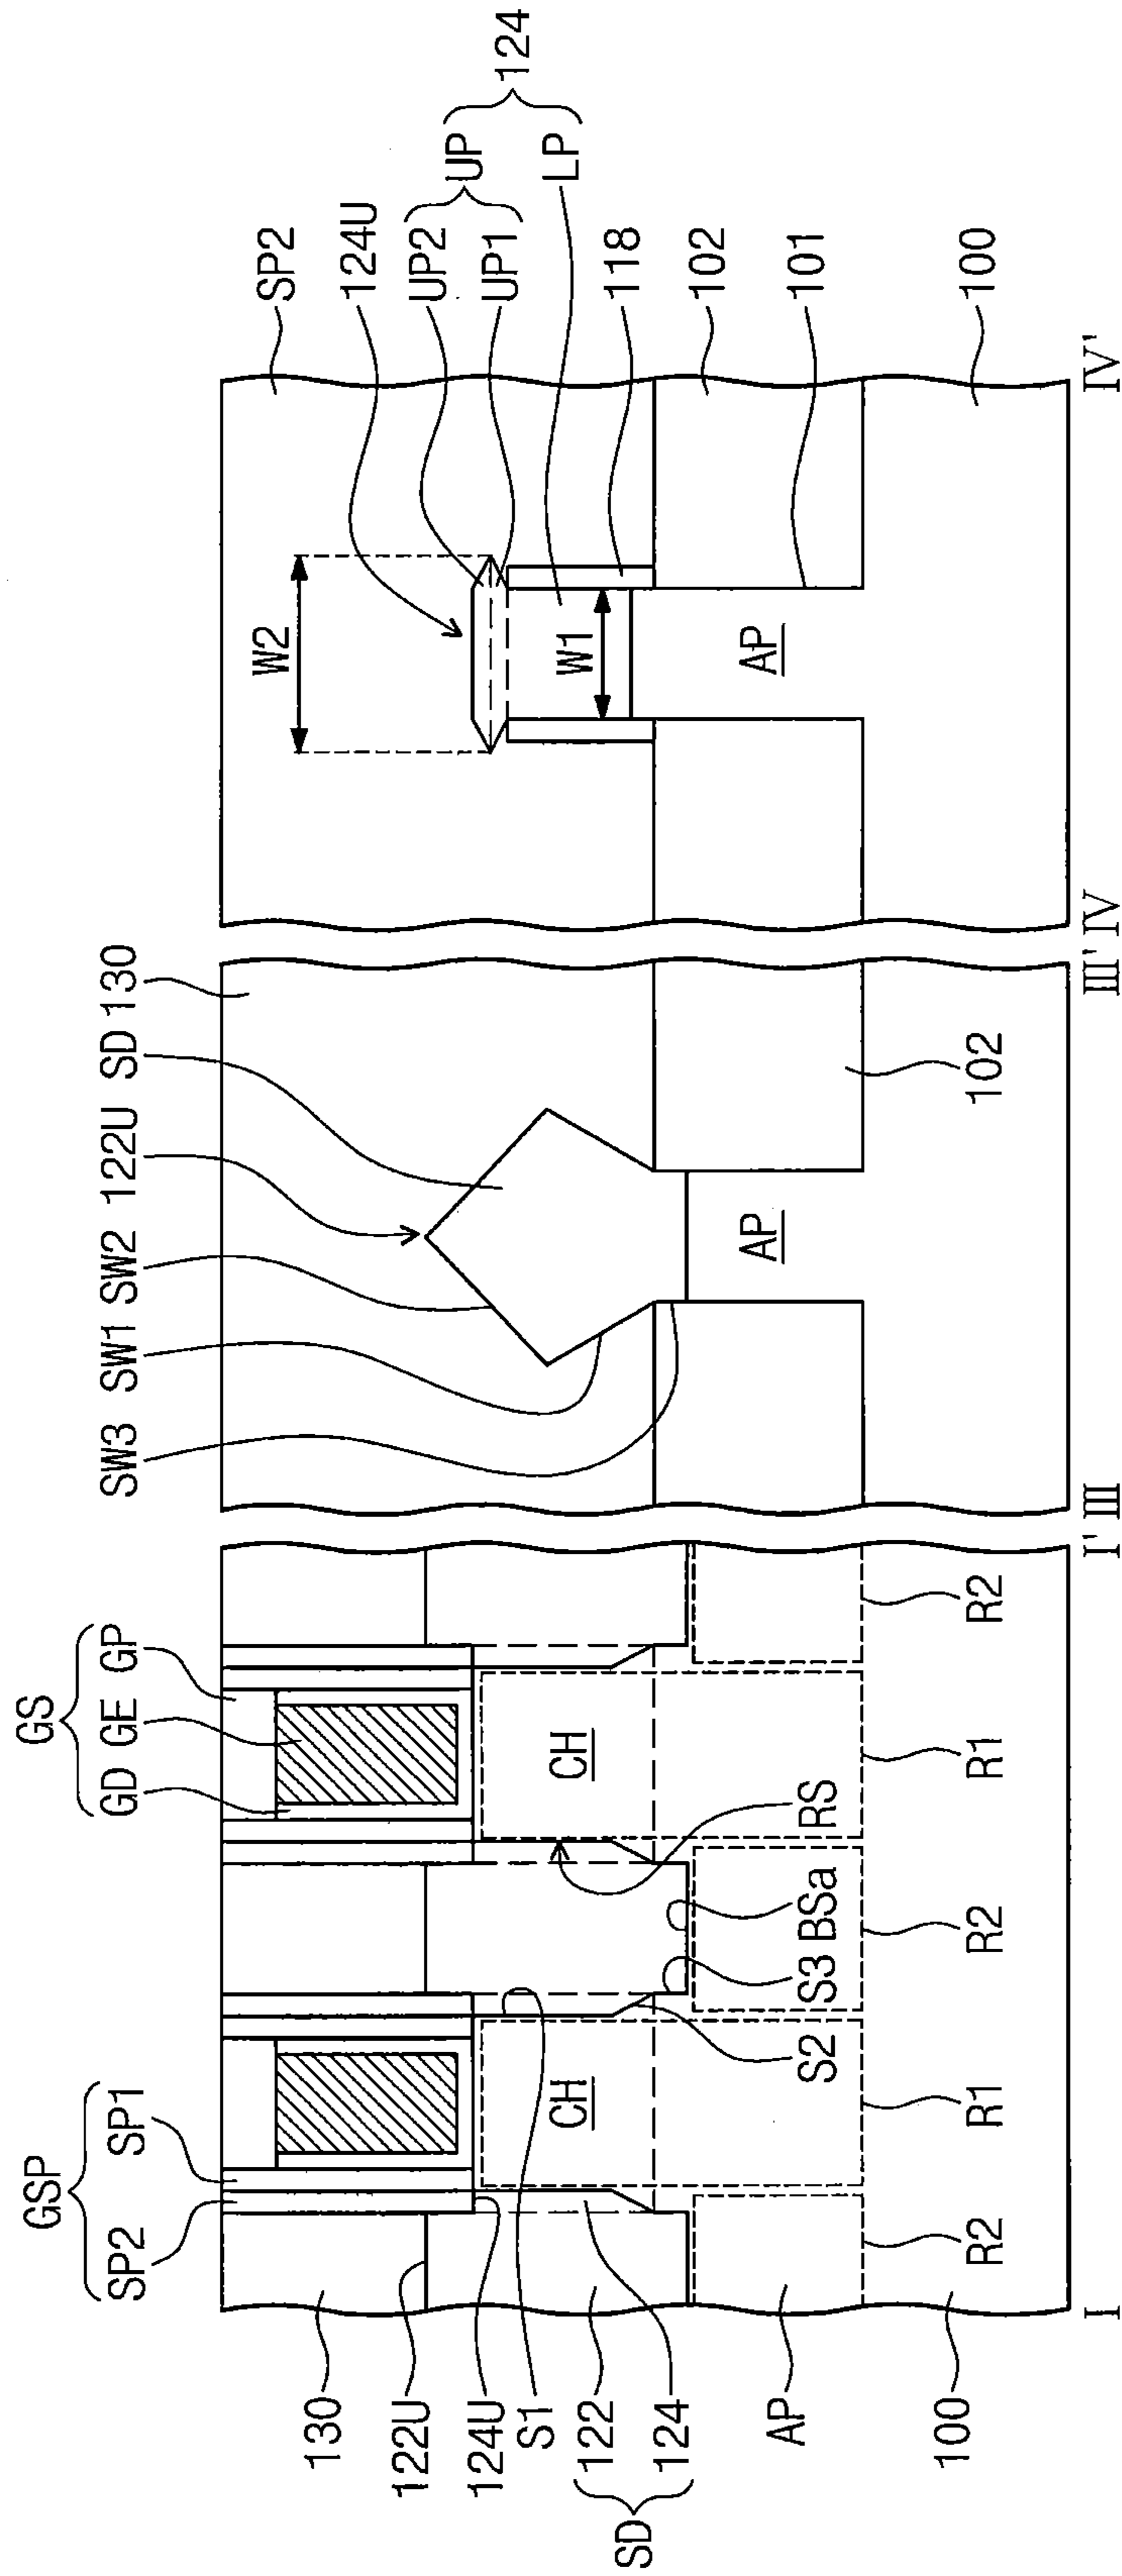 GS
GSP
GD GE GP
SP2 SP1
SW3 SW1 SW2 122U SD 130
W2
SP2
124U
UP2
UP1
UP
LP
124
118
102
101
100
130
122U
124U
S1
122
124
SD
AP
100
CH
CH
W1
AP
AP
AP
RS
S2 S3 BSa
102
R2 R1 R2 R1 R2
I I' III III' IV IV'